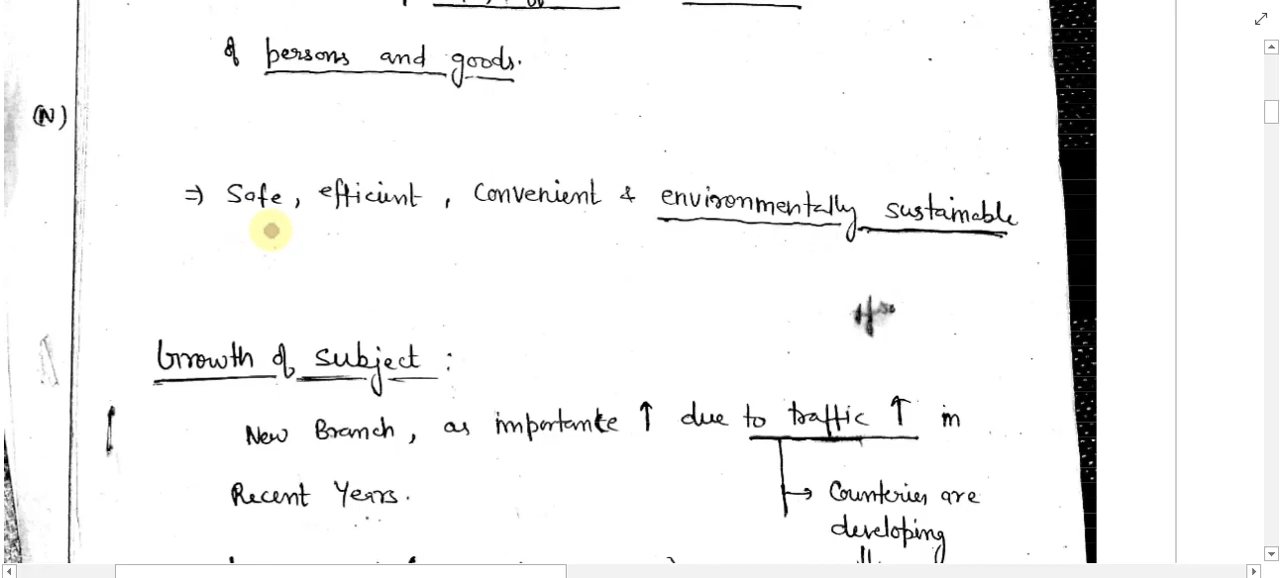 of persons and goods.
(N)
⇒ Safe, efficient, convenient & environmentally sustainable
Growth of subject :
New Branch, as importante ↑ due to traffic ↑ in
Recent Years.
→ Counteries are
developing